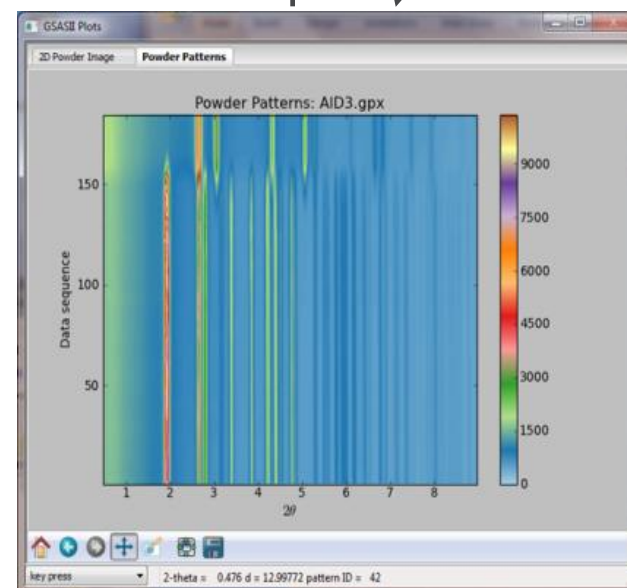 GSASII Plots
2D Powder Image Powder Patterns
Powder Patterns: AlD3.gpx
150
100
50
Data sequence
1 2 3 4 5 6 7 8
2θ
9000
7500
6000
4500
3000
1500
0
key press 2-theta = 0.476 d = 12.99772 pattern ID = 42